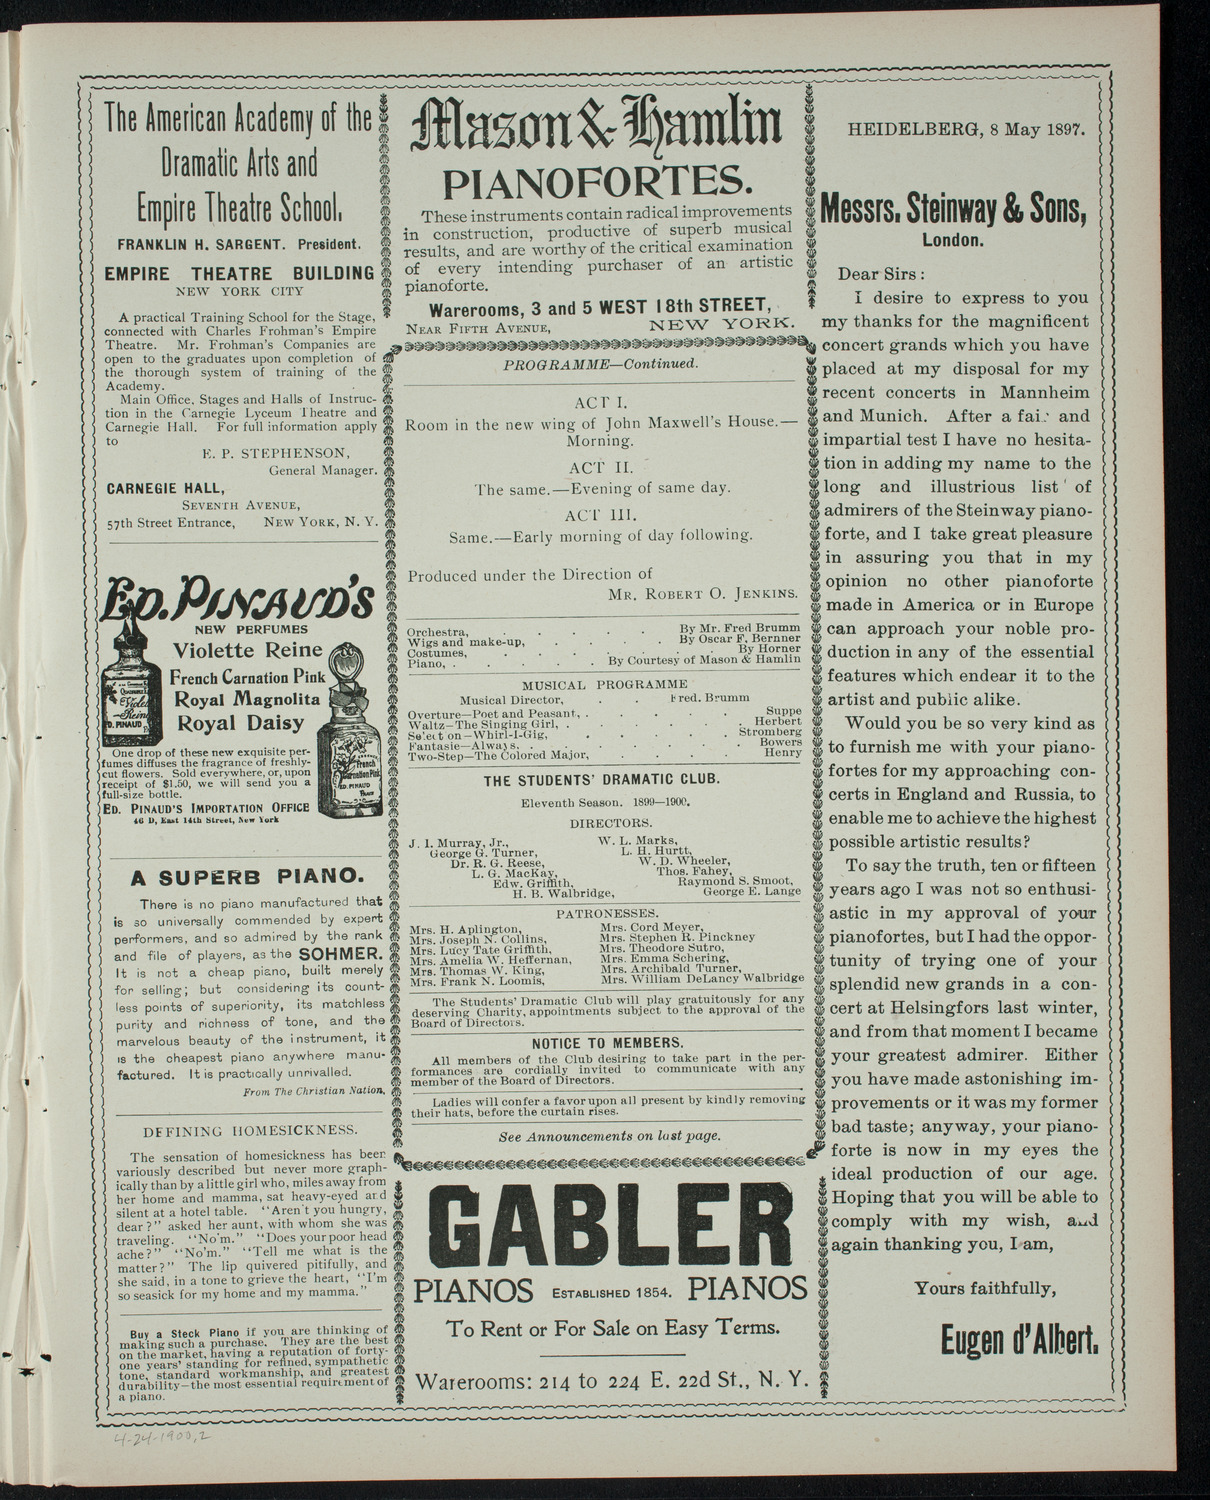 The American Academy of the
Dramatic Arts and
Empire Theatre School.
FRANKLIN H. SARGENT. President.
EMPIRE THEATRE BUILDING
NEW YORK CITY
A practical Training School for the Stage,
connected with Charles Frohman's Empire
Theatre. Mr. Frohman's Companies are
open to the graduates upon completion of
the thorough system of training of the
Academy.
Main Office, Stages and Halls of Instruc-
tion in the Carnegie Lyceum Theatre and
Carnegie Hall. For full information apply
to
E. P. STEPHENSON,
General Manager.
CARNEGIE HALL,
SEVENTH AVENUE,
57th Street Entrance, NEW YORK, N. Y.
ED. PINAUD'S
NEW PERFUMES
Violette Reine
French Carnation Pink
Royal Magnolita
Royal Daisy
One drop of these new exquisite per-
fumes diffuses the fragrance of freshly-
cut flowers. Sold everywhere, or, upon
receipt of $1.50, we will send you a
full-size bottle.
ED. PINAUD'S IMPORTATION OFFICE
46 D, East 14th Street, New York
A SUPERB PIANO.
There is no piano manufactured that
is so universally commended by expert
performers, and so admired by the rank
and file of players, as the SOHMER.
It is not a cheap piano, built merely
for selling; but considering its count-
less points of superiority, its matchless
purity and richness of tone, and the
marvelous beauty of the instrument, it
is the cheapest piano anywhere manu-
factured. It is practically unrivalled.
From The Christian Nation,
DEFINING HOMESICKNESS.
The sensation of homesickness has been
variously described but never more graph-
ically than by a little girl who, miles away from
her home and mamma, sat heavy-eyed and
silent at a hotel table. "Aren't you hungry,
dear?" asked her aunt, with whom she was
traveling. "No'm." "Does your poor head
ache?" "No'm." "Tell me what is the
matter?" The lip quivered pitifully, and
she said, in a tone to grieve the heart, "I'm
so seasick for my home and my mamma."
Buy a Steck Piano if you are thinking of
making such a purchase. They are the best
on the market, having a reputation of forty-
one years' standing for refined, sympathetic
tone, standard workmanship, and greatest
durability—the most essential requirement of
a piano.
Mason & Hamlin
PIANOFORTES.
These instruments contain radical improvements
in construction, productive of superb musical
results, and are worthy of the critical examination
of every intending purchaser of an artistic
pianoforte.
Warerooms, 3 and 5 WEST 18th STREET,
NEAR FIFTH AVENUE, NEW YORK.
PROGRAMME—Continued.
ACT I.
Room in the new wing of John Maxwell's House.—
Morning.
ACT II.
The same.—Evening of same day.
ACT III.
Same.—Early morning of day following.
Produced under the Direction of
MR. ROBERT O. JENKINS.
Orchestra, . . . . . By Mr. Fred Brumm
Wigs and make-up, . . . . By Oscar F. Bernner
Costumes, . . . . . . By Horner
Piano, . . . . . By Courtesy of Mason & Hamlin
MUSICAL PROGRAMME
Musical Director, . . . Fred. Brumm
Overture—Poet and Peasant, . . . . . Suppe
Waltz—The Singing Girl, . . . . . Herbert
Select on—Whirl-I-Gig, . . . . . Stromberg
Fantasie—Always. . . . . . Bowers
Two-Step—The Colored Major, . . . . . Henry
THE STUDENTS' DRAMATIC CLUB.
Eleventh Season. 1899—1900.
DIRECTORS.
J. I. Murray, Jr., W. L. Marks,
George G. Turner, L. H. Hurtt,
Dr. R. G. Reese, W. D. Wheeler,
L. G. MacKay, Thos. Fahey,
Edw. Griffith, Raymond S. Smoot,
H. B. Walbridge, George E. Lange
PATRONESSES.
Mrs. H. Aplington, Mrs. Cord Meyer,
Mrs. Joseph N. Collins, Mrs. Stephen R. Pinckney
Mrs. Lucy Tate Griffith, Mrs. Theodore Sutro,
Mrs. Amelia W. Heffernan, Mrs. Emma Schering,
Mrs. Thomas W. King, Mrs. Archibald Turner,
Mrs. Frank N. Loomis, Mrs. William DeLancy Walbridge
The Students' Dramatic Club will play gratuitously for any
deserving Charity, appointments subject to the approval of the
Board of Directors.
NOTICE TO MEMBERS.
All members of the Club desiring to take part in the per-
formances are cordially invited to communicate with any
member of the Board of Directors.
Ladies will confer a favor upon all present by kindly removing
their hats, before the curtain rises.
See Announcements on last page.
GABLER
PIANOS ESTABLISHED 1854. PIANOS
To Rent or For Sale on Easy Terms.
Warerooms: 214 to 224 E. 22d St., N. Y.
HEIDELBERG, 8 May 1897.
Messrs. Steinway & Sons,
London.
Dear Sirs:
I desire to express to you
my thanks for the magnificent
concert grands which you have
placed at my disposal for my
recent concerts in Mannheim
and Munich. After a fair and
impartial test I have no hesita-
tion in adding my name to the
long and illustrious list of
admirers of the Steinway piano-
forte, and I take great pleasure
in assuring you that in my
opinion no other pianoforte
made in America or in Europe
can approach your noble pro-
duction in any of the essential
features which endear it to the
artist and public alike.
Would you be so very kind as
to furnish me with your piano-
fortes for my approaching con-
certs in England and Russia, to
enable me to achieve the highest
possible artistic results?
To say the truth, ten or fifteen
years ago I was not so enthusi-
astic in my approval of your
pianofortes, but I had the oppor-
tunity of trying one of your
splendid new grands in a con-
cert at Helsingfors last winter,
and from that moment I became
your greatest admirer. Either
you have made astonishing im-
provements or it was my former
bad taste; anyway, your piano-
forte is now in my eyes the
ideal production of our age.
Hoping that you will be able to
comply with my wish, and
again thanking you, I am,
Yours faithfully,
Eugen d'Albert.
4-24-1900,2